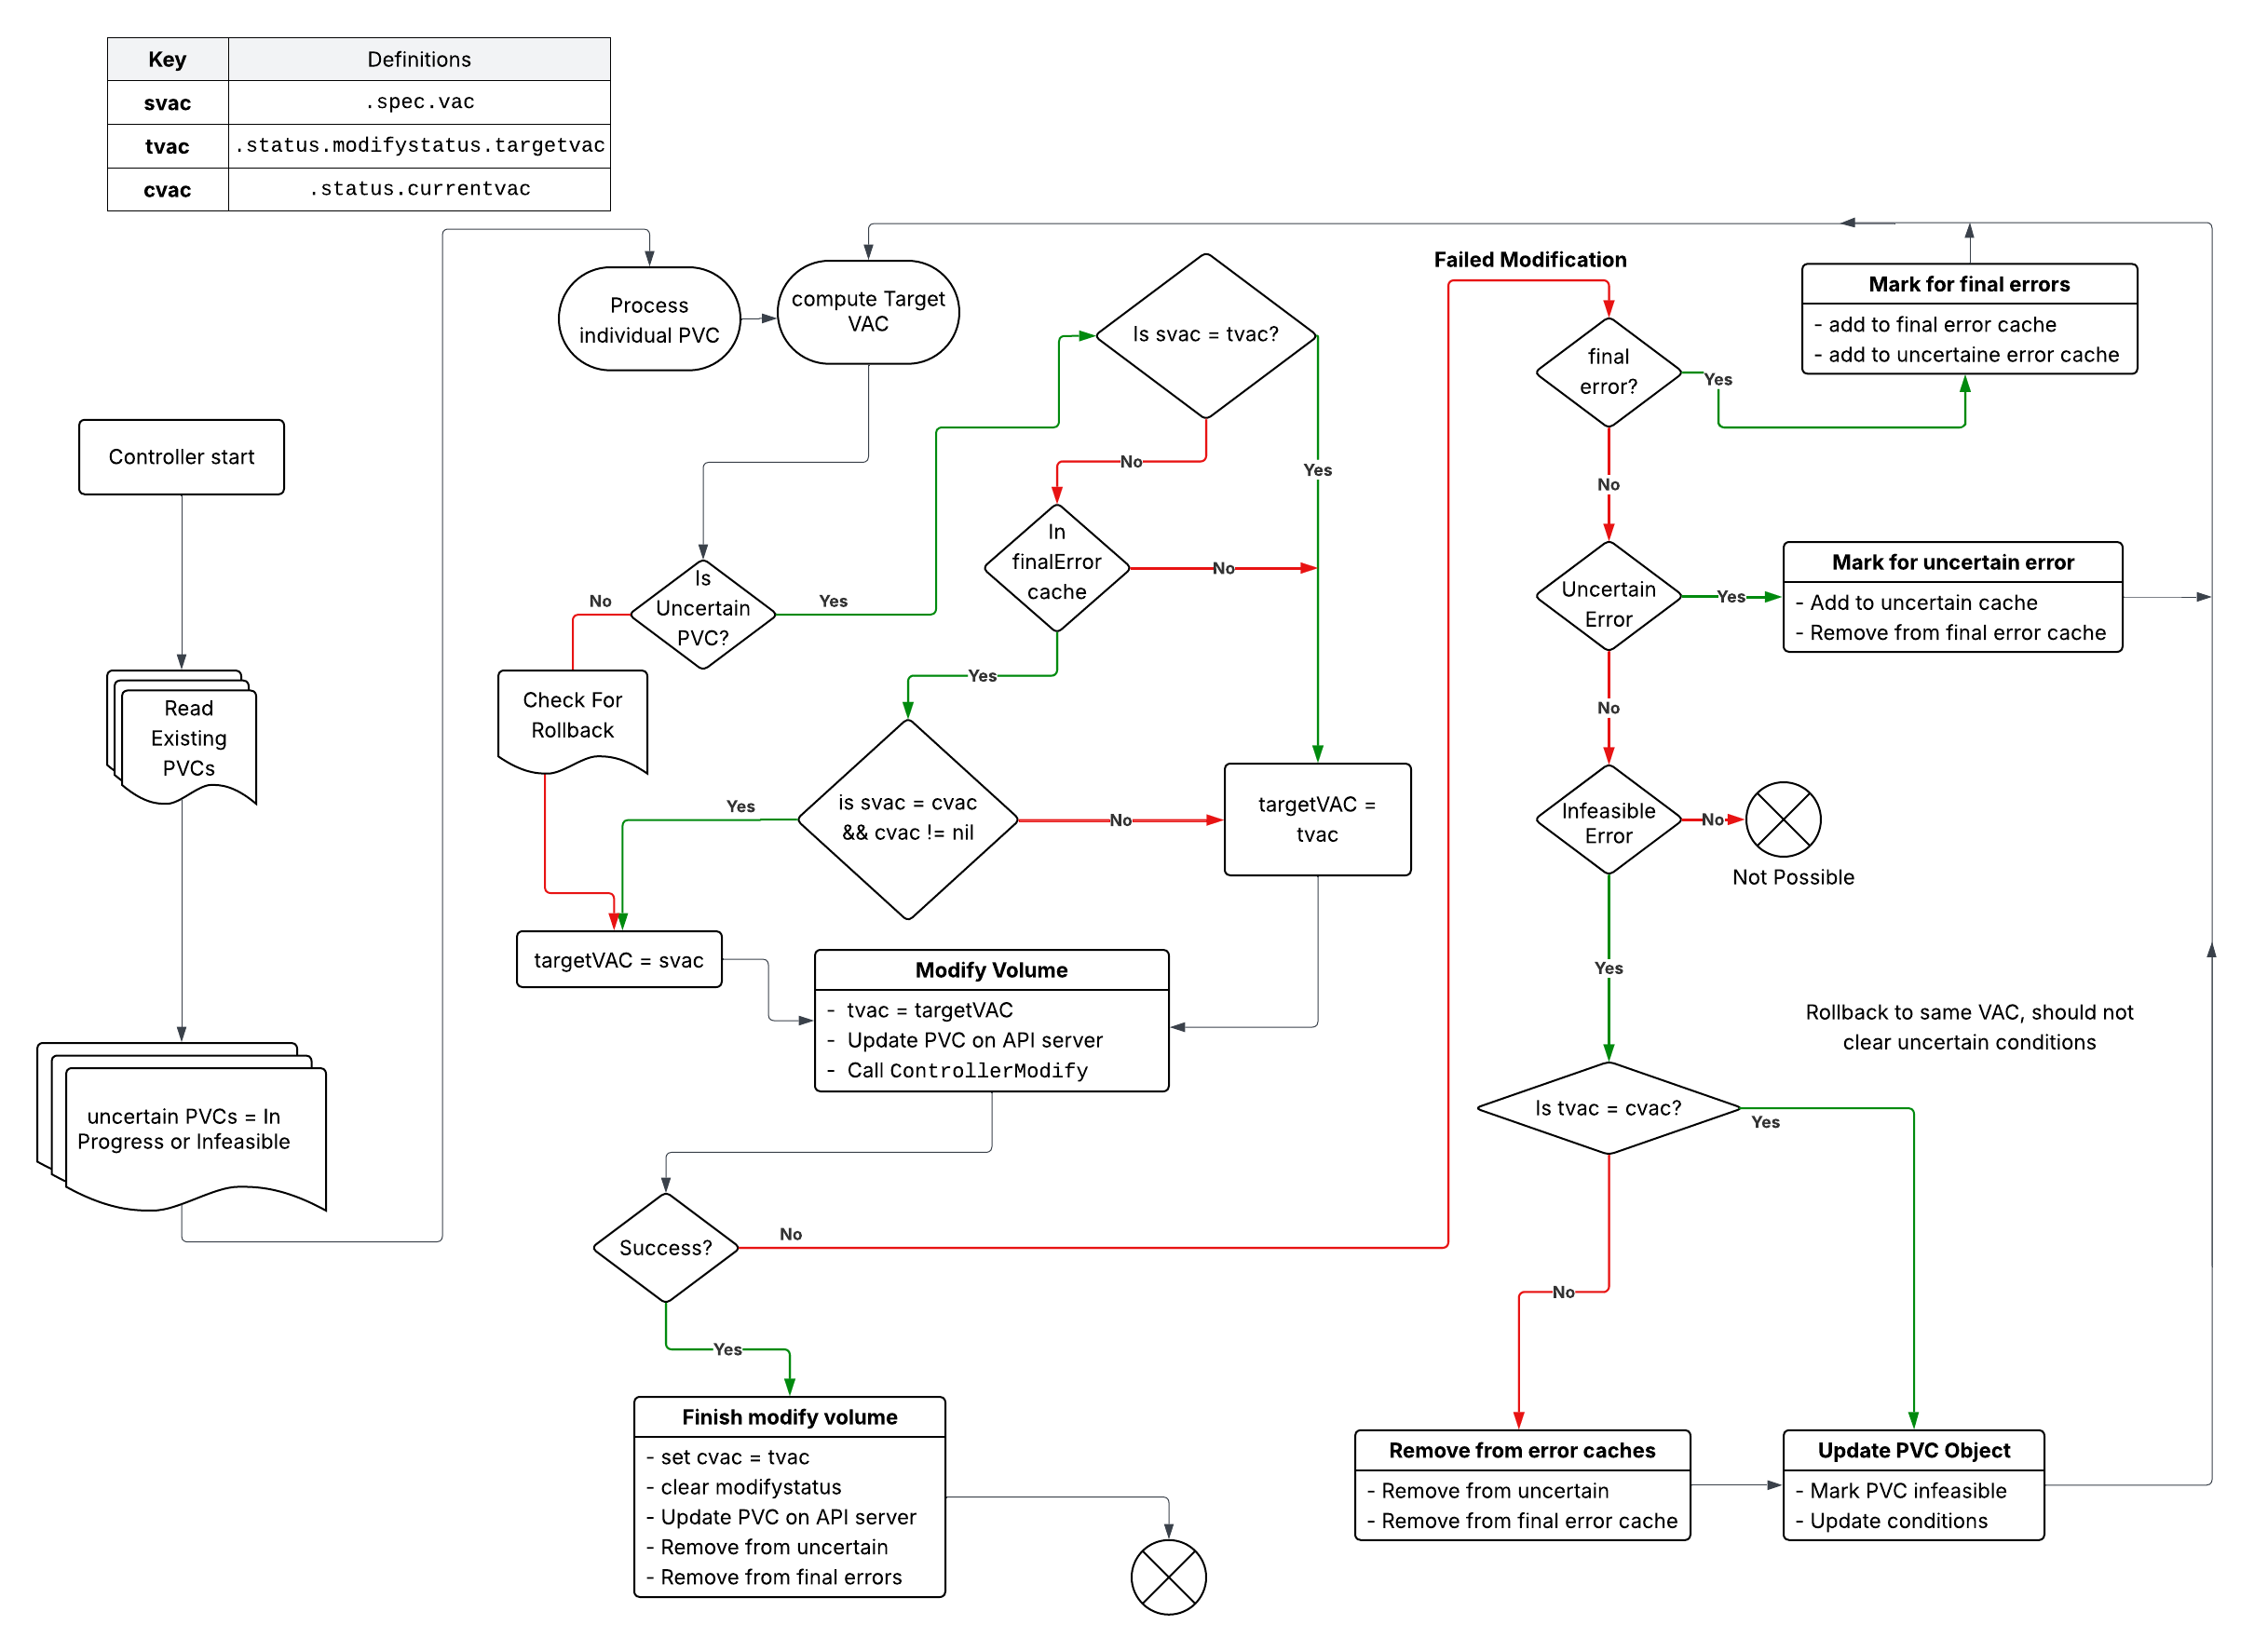 Key Definitions
svac .spec.vac
tvac .status.modifystatus.targetvac
cvac .status.currentvac
Controller start
Read
Existing
PVCs
uncertain PVCs = In
Progress or Infeasible
Process
individual PVC
compute Target
VAC
Is
Uncertain
PVC?
No
Yes
Check For
Rollback
Is svac = tvac?
No
Yes
In
finalError
cache
No
Yes
is svac = cvac
&& cvac != nil
Yes
No
targetVAC =
tvac
targetVAC = svac
Modify Volume
- tvac = targetVAC
- Update PVC on API server
- Call ControllerModify
Success?
No
Yes
Finish modify volume
- set cvac = tvac
- clear modifystatus
- Update PVC on API server
- Remove from uncertain
- Remove from final errors
Failed Modification
final
error?
Yes
No
Mark for final errors
- add to final error cache
- add to uncertaine error cache
Uncertain
Error
Yes
No
Mark for uncertain error
- Add to uncertain cache
- Remove from final error cache
Infeasible
Error
No
Not Possible
Yes
Rollback to same VAC, should not
clear uncertain conditions
Is tvac = cvac?
Yes
No
Remove from error caches
- Remove from uncertain
- Remove from final error cache
Update PVC Object
- Mark PVC infeasible
- Update conditions